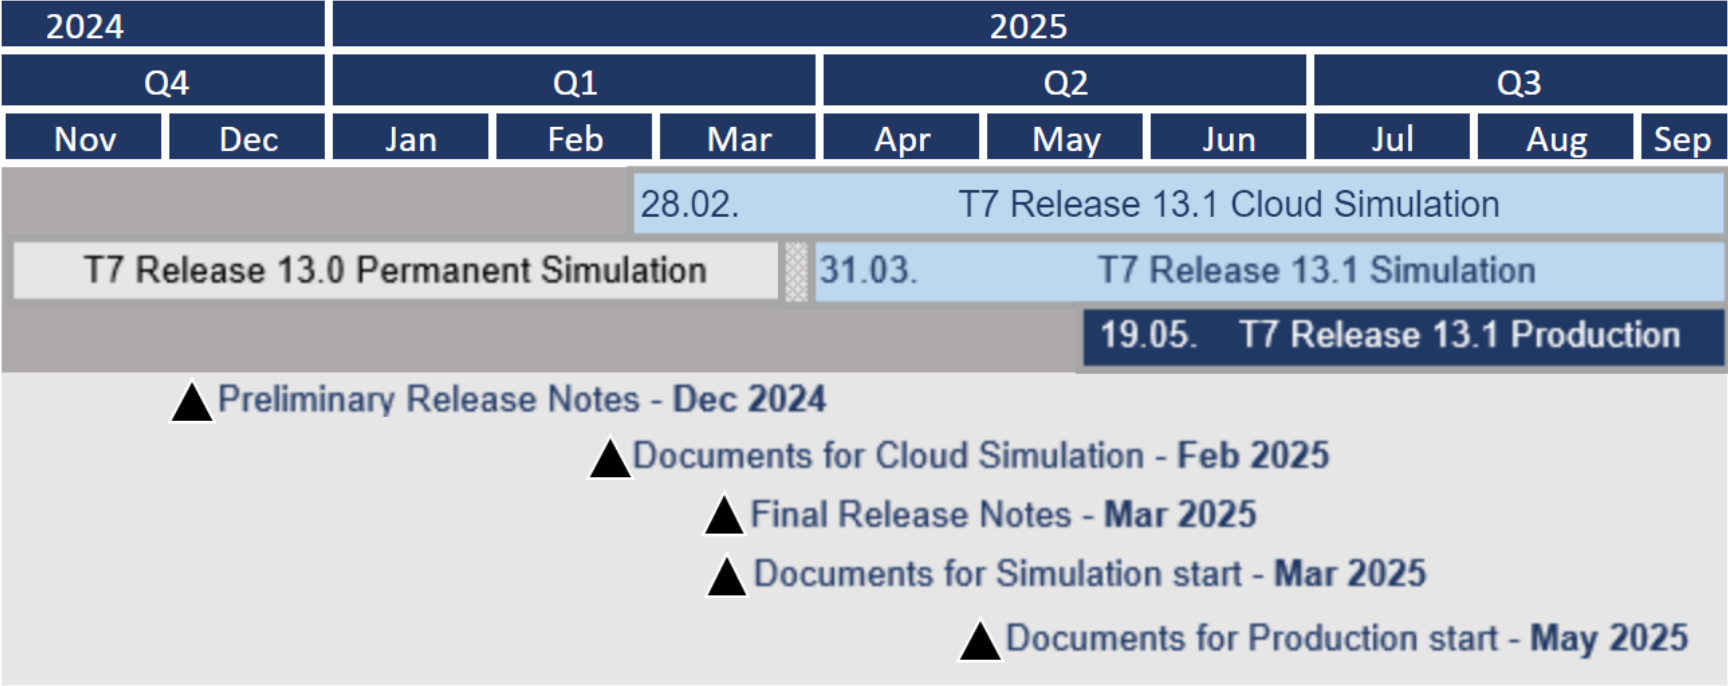 2024 2025
Q4 Q1 Q2 Q3
Nov Dec Jan Feb Mar Apr May Jun Jul Aug Sep
28.02. T7 Release 13.1 Cloud Simulation
T7 Release 13.0 Permanent Simulation 31.03. T7 Release 13.1 Simulation
19.05. T7 Release 13.1 Production
Preliminary Release Notes - Dec 2024
Documents for Cloud Simulation - Feb 2025
Final Release Notes - Mar 2025
Documents for Simulation start - Mar 2025
Documents for Production start - May 2025